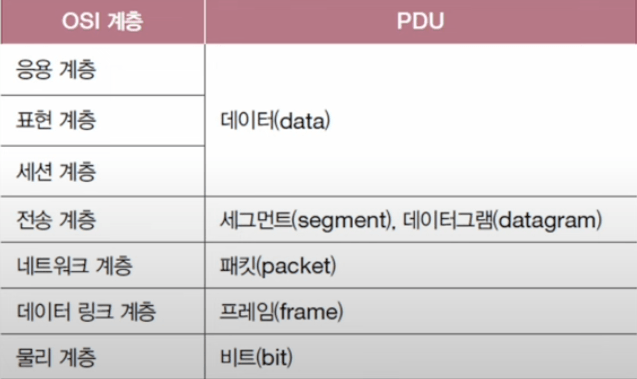 OSI 계층 PDU
응용 계층
표현 계층 데이터(data)
세션 계층
전송 계층 세그먼트(segment), 데이터그램(datagram)
네트워크 계층 패킷(packet)
데이터 링크 계층 프레임(frame)
물리 계층 비트(bit)